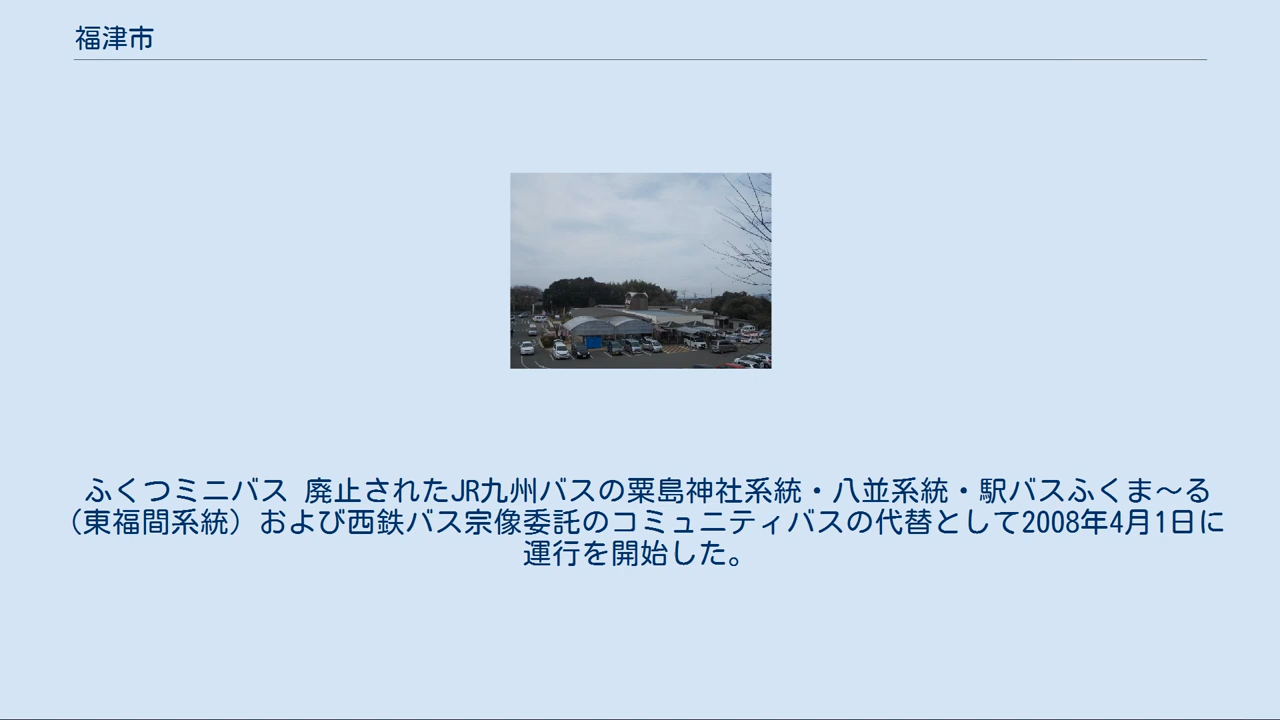 福津市
ふくつミニバス 廃止されたJR九州バスの粟島神社系統・八並系統・駅バスふくま〜る
（東福間系統）および西鉄バス宗像委託のコミュニティバスの代替として2008年4月1日に
運行を開始した。